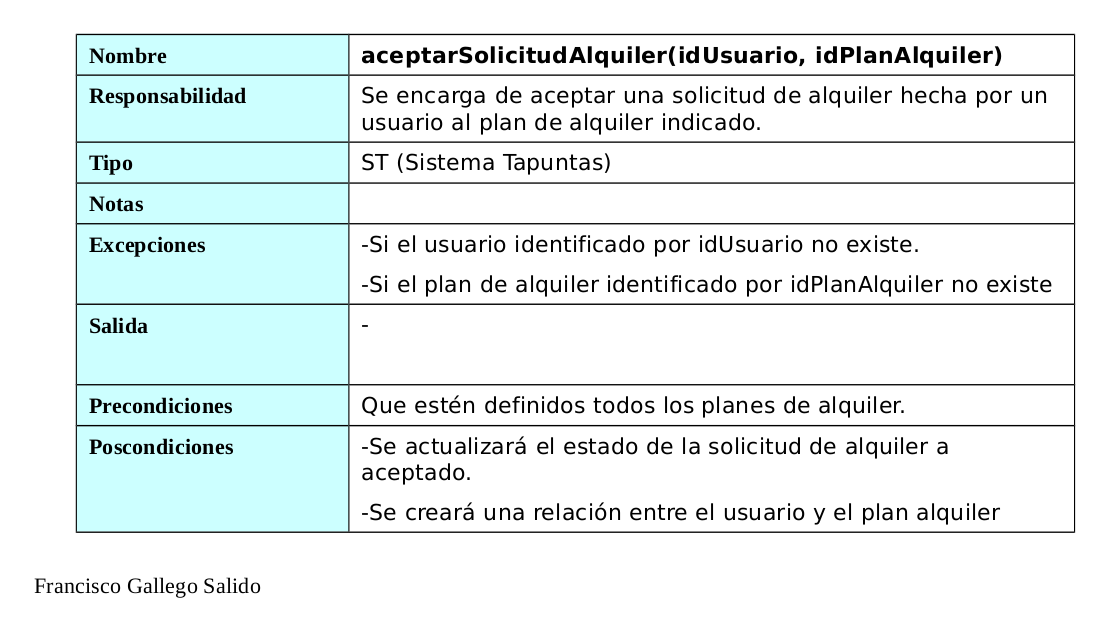 Nombre
aceptarSolicitudAlquiler(idUsuario, idPlanAlquiler)
Responsabilidad
Se encarga de aceptar una solicitud de alquiler hecha por un
usuario al plan de alquiler indicado.
Tipo
ST (Sistema Tapuntas)
Notas
Excepciones
-Si el usuario identificado por idUsuario no existe.
-Si el plan de alquiler identificado por idPlanAlquiler no existe
Salida
-
Precondiciones
Que estén definidos todos los planes de alquiler.
Poscondiciones
-Se actualizará el estado de la solicitud de alquiler a
aceptado.
-Se creará una relación entre el usuario y el plan alquiler
Francisco Gallego Salido